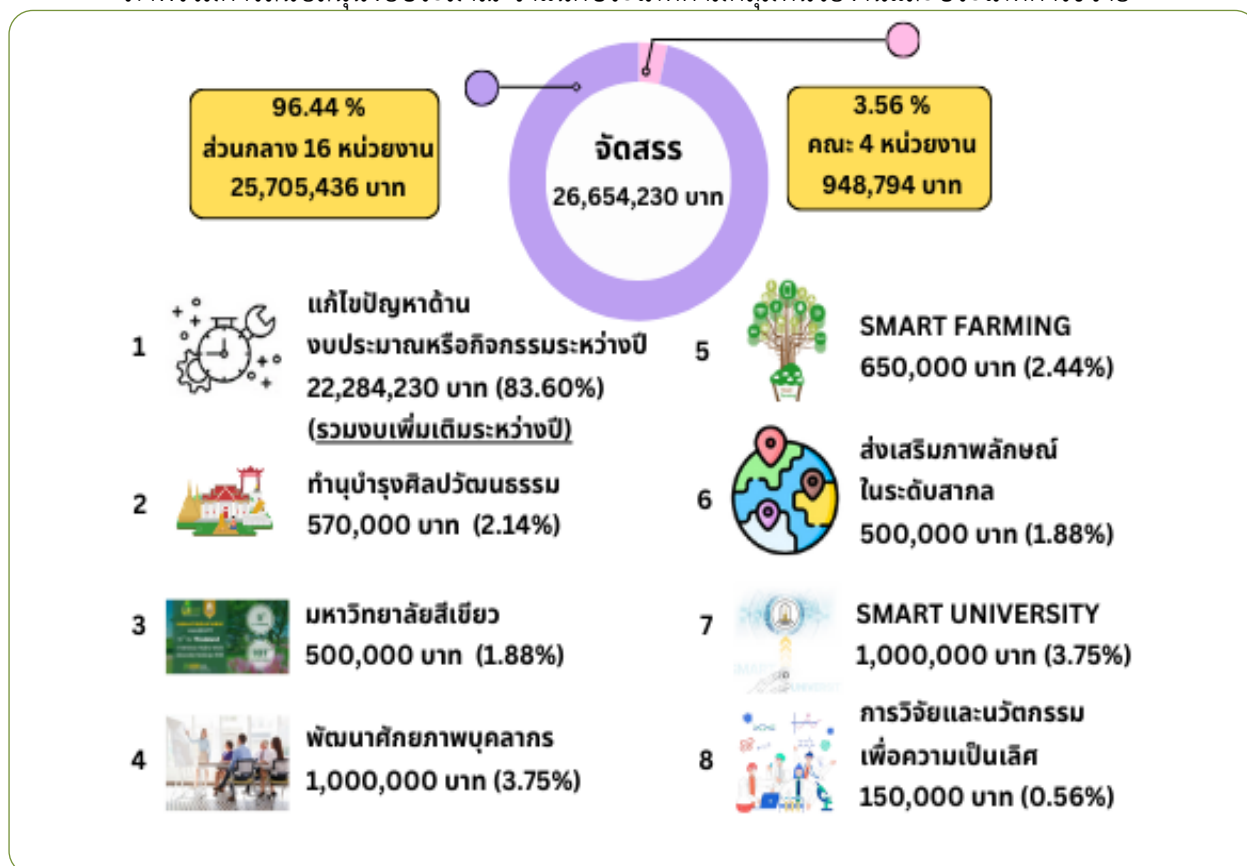 96.44 %
ส่วนกลาง 16 หน่วยงาน
25,705,436 บาท
จัดสรร
26,654,230 บาท
3.56 %
คณะ 4 หน่วยงาน
948,794 บาท
1
แก้ไขปัญหาด้าน
งบประมาณหรือกิจกรรมระหว่างปี
22,284,230 บาท (83.60%)
(รวมงบเพิ่มเติมระหว่างปี)
2
ทำนุบำรุงศิลปวัฒนธรรม
570,000 บาท (2.14%)
3
มหาวิทยาลัยสีเขียว
500,000 บาท (1.88%)
4
พัฒนาศักยภาพบุคลากร
1,000,000 บาท (3.75%)
5
SMART FARMING
650,000 บาท (2.44%)
6
ส่งเสริมภาพลักษณ์
ในระดับสากล
500,000 บาท (1.88%)
7
SMART UNIVERSITY
1,000,000 บาท (3.75%)
8
การวิจัยและนวัตกรรม
เพื่อความเป็นเลิศ
150,000 บาท (0.56%)